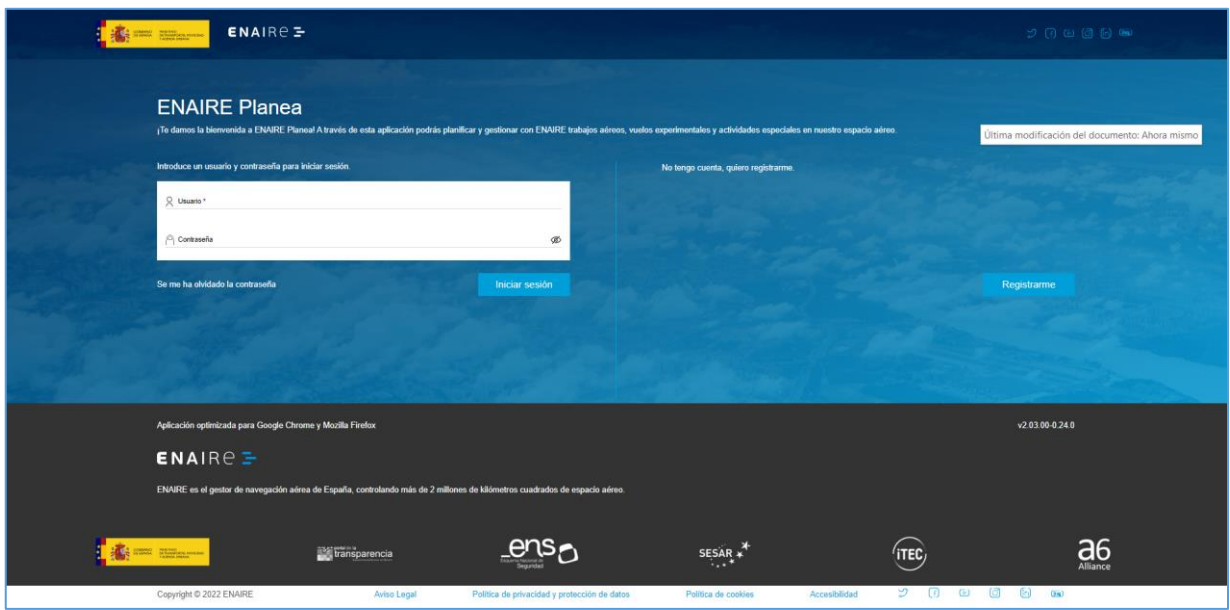 ENAIRE
ENAIRE Planea
¡Te damos la bienvenida a ENAIRE Planea! A través de esta aplicación podrás planificar y gestionar con ENAIRE trabajos aéreos, vuelos experimentales y actividades especiales en nuestro espacio aéreo.
Última modificación del documento: Ahora mismo
Introduce un usuario y contraseña para iniciar sesión.
No tengo cuenta, quiero registrarme.
Usuario *
Contraseña
Se me ha olvidado la contraseña
Iniciar sesión
Registrarme
Aplicación optimizada para Google Chrome y Mozilla Firefox
v2.03.00-0.24.0
ENAIRE
ENAIRE es el gestor de navegación aérea de España, controlando más de 2 millones de kilómetros cuadrados de espacio aéreo.
transparencia
_ens
Esquema Nacional de
Seguridad
SESAR
iTEC
a6
Alliance
Copyright © 2022 ENAIRE
Aviso Legal
Política de privacidad y protección de datos
Política de cookies
Accesibilidad